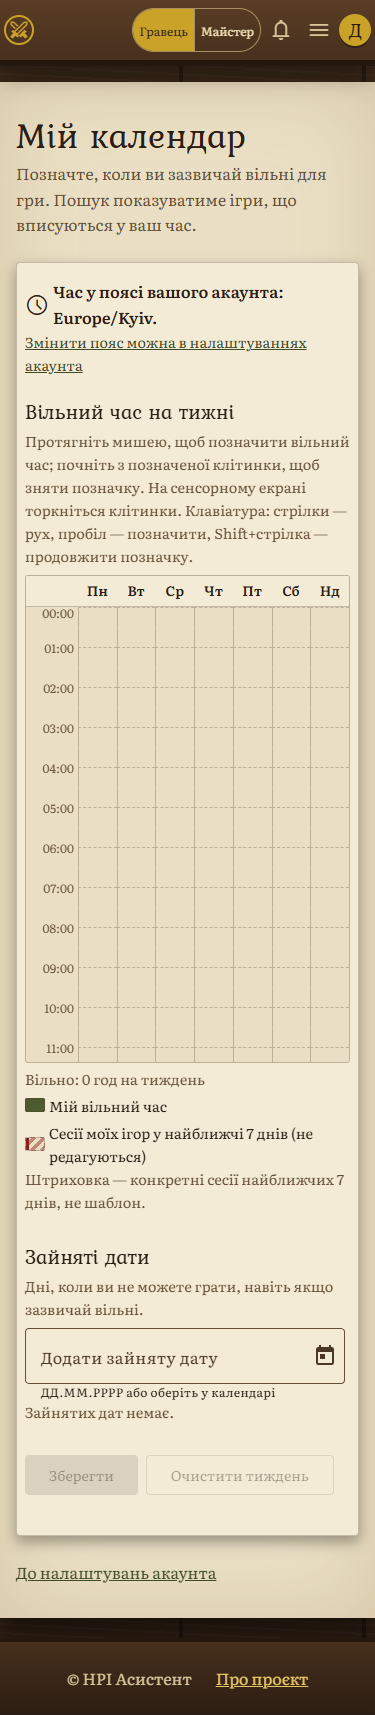 Гравець Майстер Д
Мій календар
Позначте, коли ви зазвичай вільні для
гри. Пошук показуватиме ігри, що
вписуються у ваш час.
Час у поясі вашого акаунта:
Europe/Kyiv.
Змінити пояс можна в налаштуваннях
акаунта
Вільний час на тижні
Протягніть мишею, щоб позначити вільний
час; почніть з позначеної клітинки, щоб
зняти позначку. На сенсорному екрані
торкніться клітинки. Клавіатура: стрілки —
рух, пробіл — позначити, Shift+стрілка —
продовжити позначку.
Пн Вт Ср Чт Пт Сб Нд
00:00
01:00
02:00
03:00
04:00
05:00
06:00
07:00
08:00
09:00
10:00
11:00
Вільно: 0 год на тиждень
Мій вільний час
Сесії моїх ігор у найближчі 7 днів (не
редагуються)
Штриховка — конкретні сесії найближчих 7
днів, не шаблон.
Зайняті дати
Дні, коли ви не можете грати, навіть якщо
зазвичай вільні.
Додати зайняту дату
ДД.ММ.РРРР або оберіть у календарі
Зайнятих дат немає.
Зберегти Очистити тиждень
До налаштувань акаунта
© НРІ Асистент Про проєкт